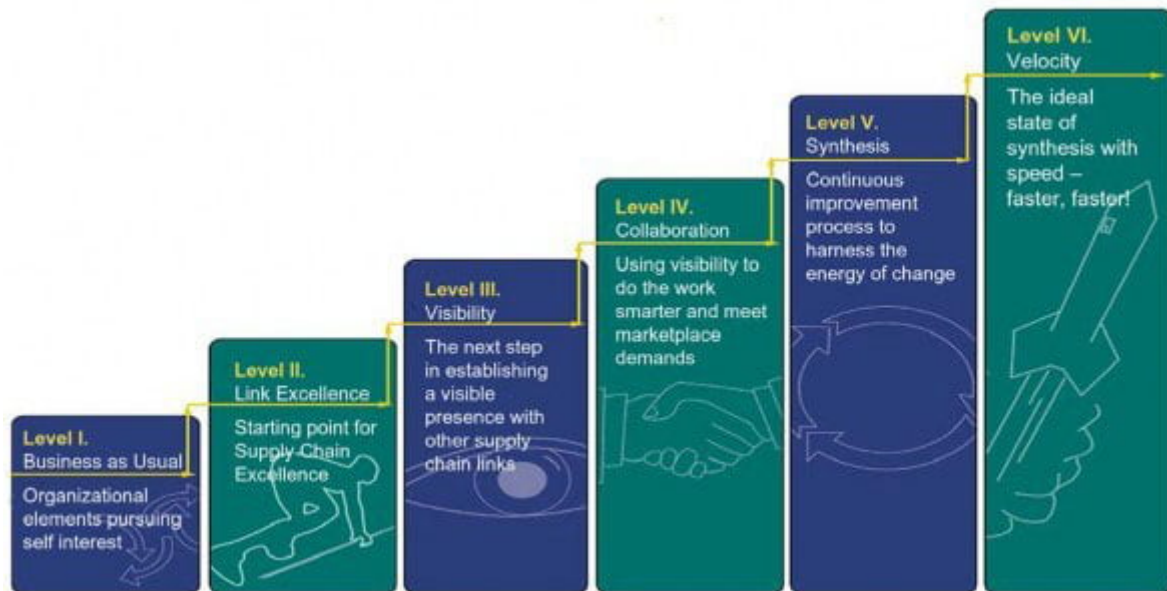 Level I.
Business as Usual
Organizational
elements pursuing
self interest
Level II.
Link Excellence
Starting point for
Supply Chain
Excellence
Level III.
Visibility
The next step
in establishing
a visible
presence with
other supply
chain links
Level IV.
Collaboration
Using visibility to
do the work
smarter and meet
marketplace
demands
Level V.
Synthesis
Continuous
improvement
process to
harness the
energy of change
Level VI.
Velocity
The ideal
state of
synthesis with
speed –
faster, faster!